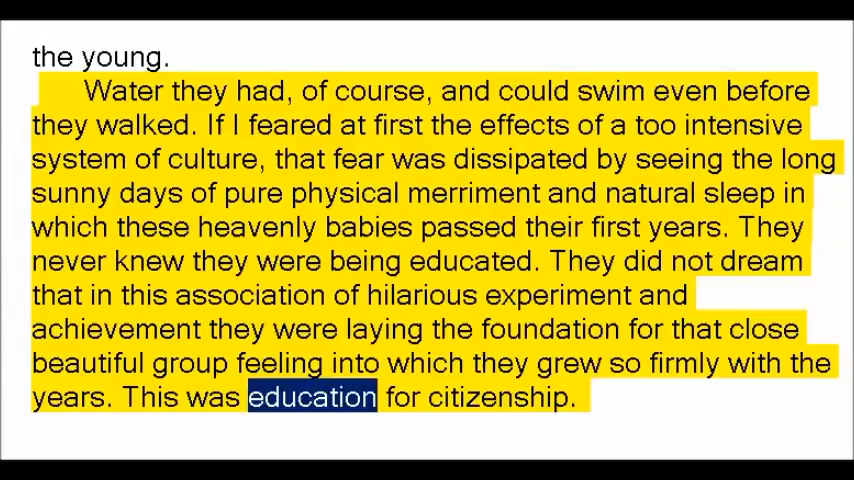 the young.
Water they had, of course, and could swim even before
they walked. If I feared at first the effects of a too intensive
system of culture, that fear was dissipated by seeing the long
sunny days of pure physical merriment and natural sleep in
which these heavenly babies passed their first years. They
never knew they were being educated. They did not dream
that in this association of hilarious experiment and
achievement they were laying the foundation for that close
beautiful group feeling into which they grew so firmly with the
years. This was education for citizenship.